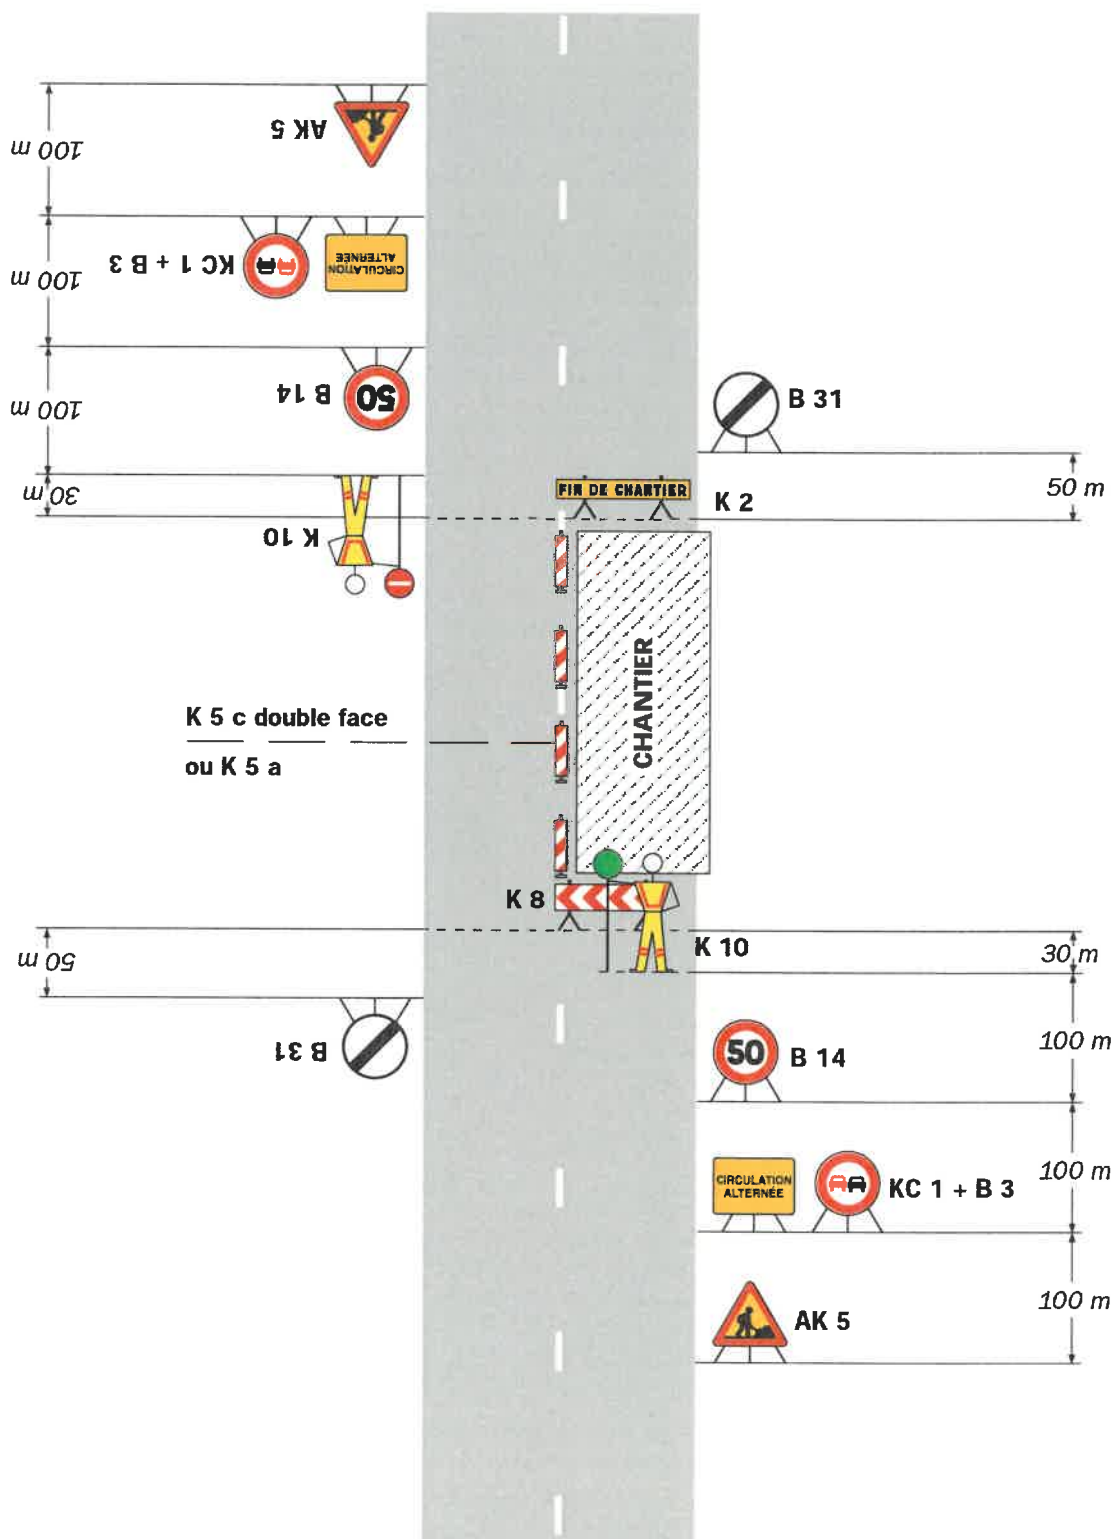 AK 5
100 m
KC 1 + B 3
CIRCULATION
ALTERNÉE
100 m
B 14
50
100 m
B 31
50 m
30 m
K 10
FIN DE CHANTIER
K 2
CHANTIER
K 5 c double face
ou K 5 a
K 8
K 10
30 m
50 m
B 31
50
B 14
100 m
CIRCULATION
ALTERNÉE
KC 1 + B 3
100 m
AK 5
100 m